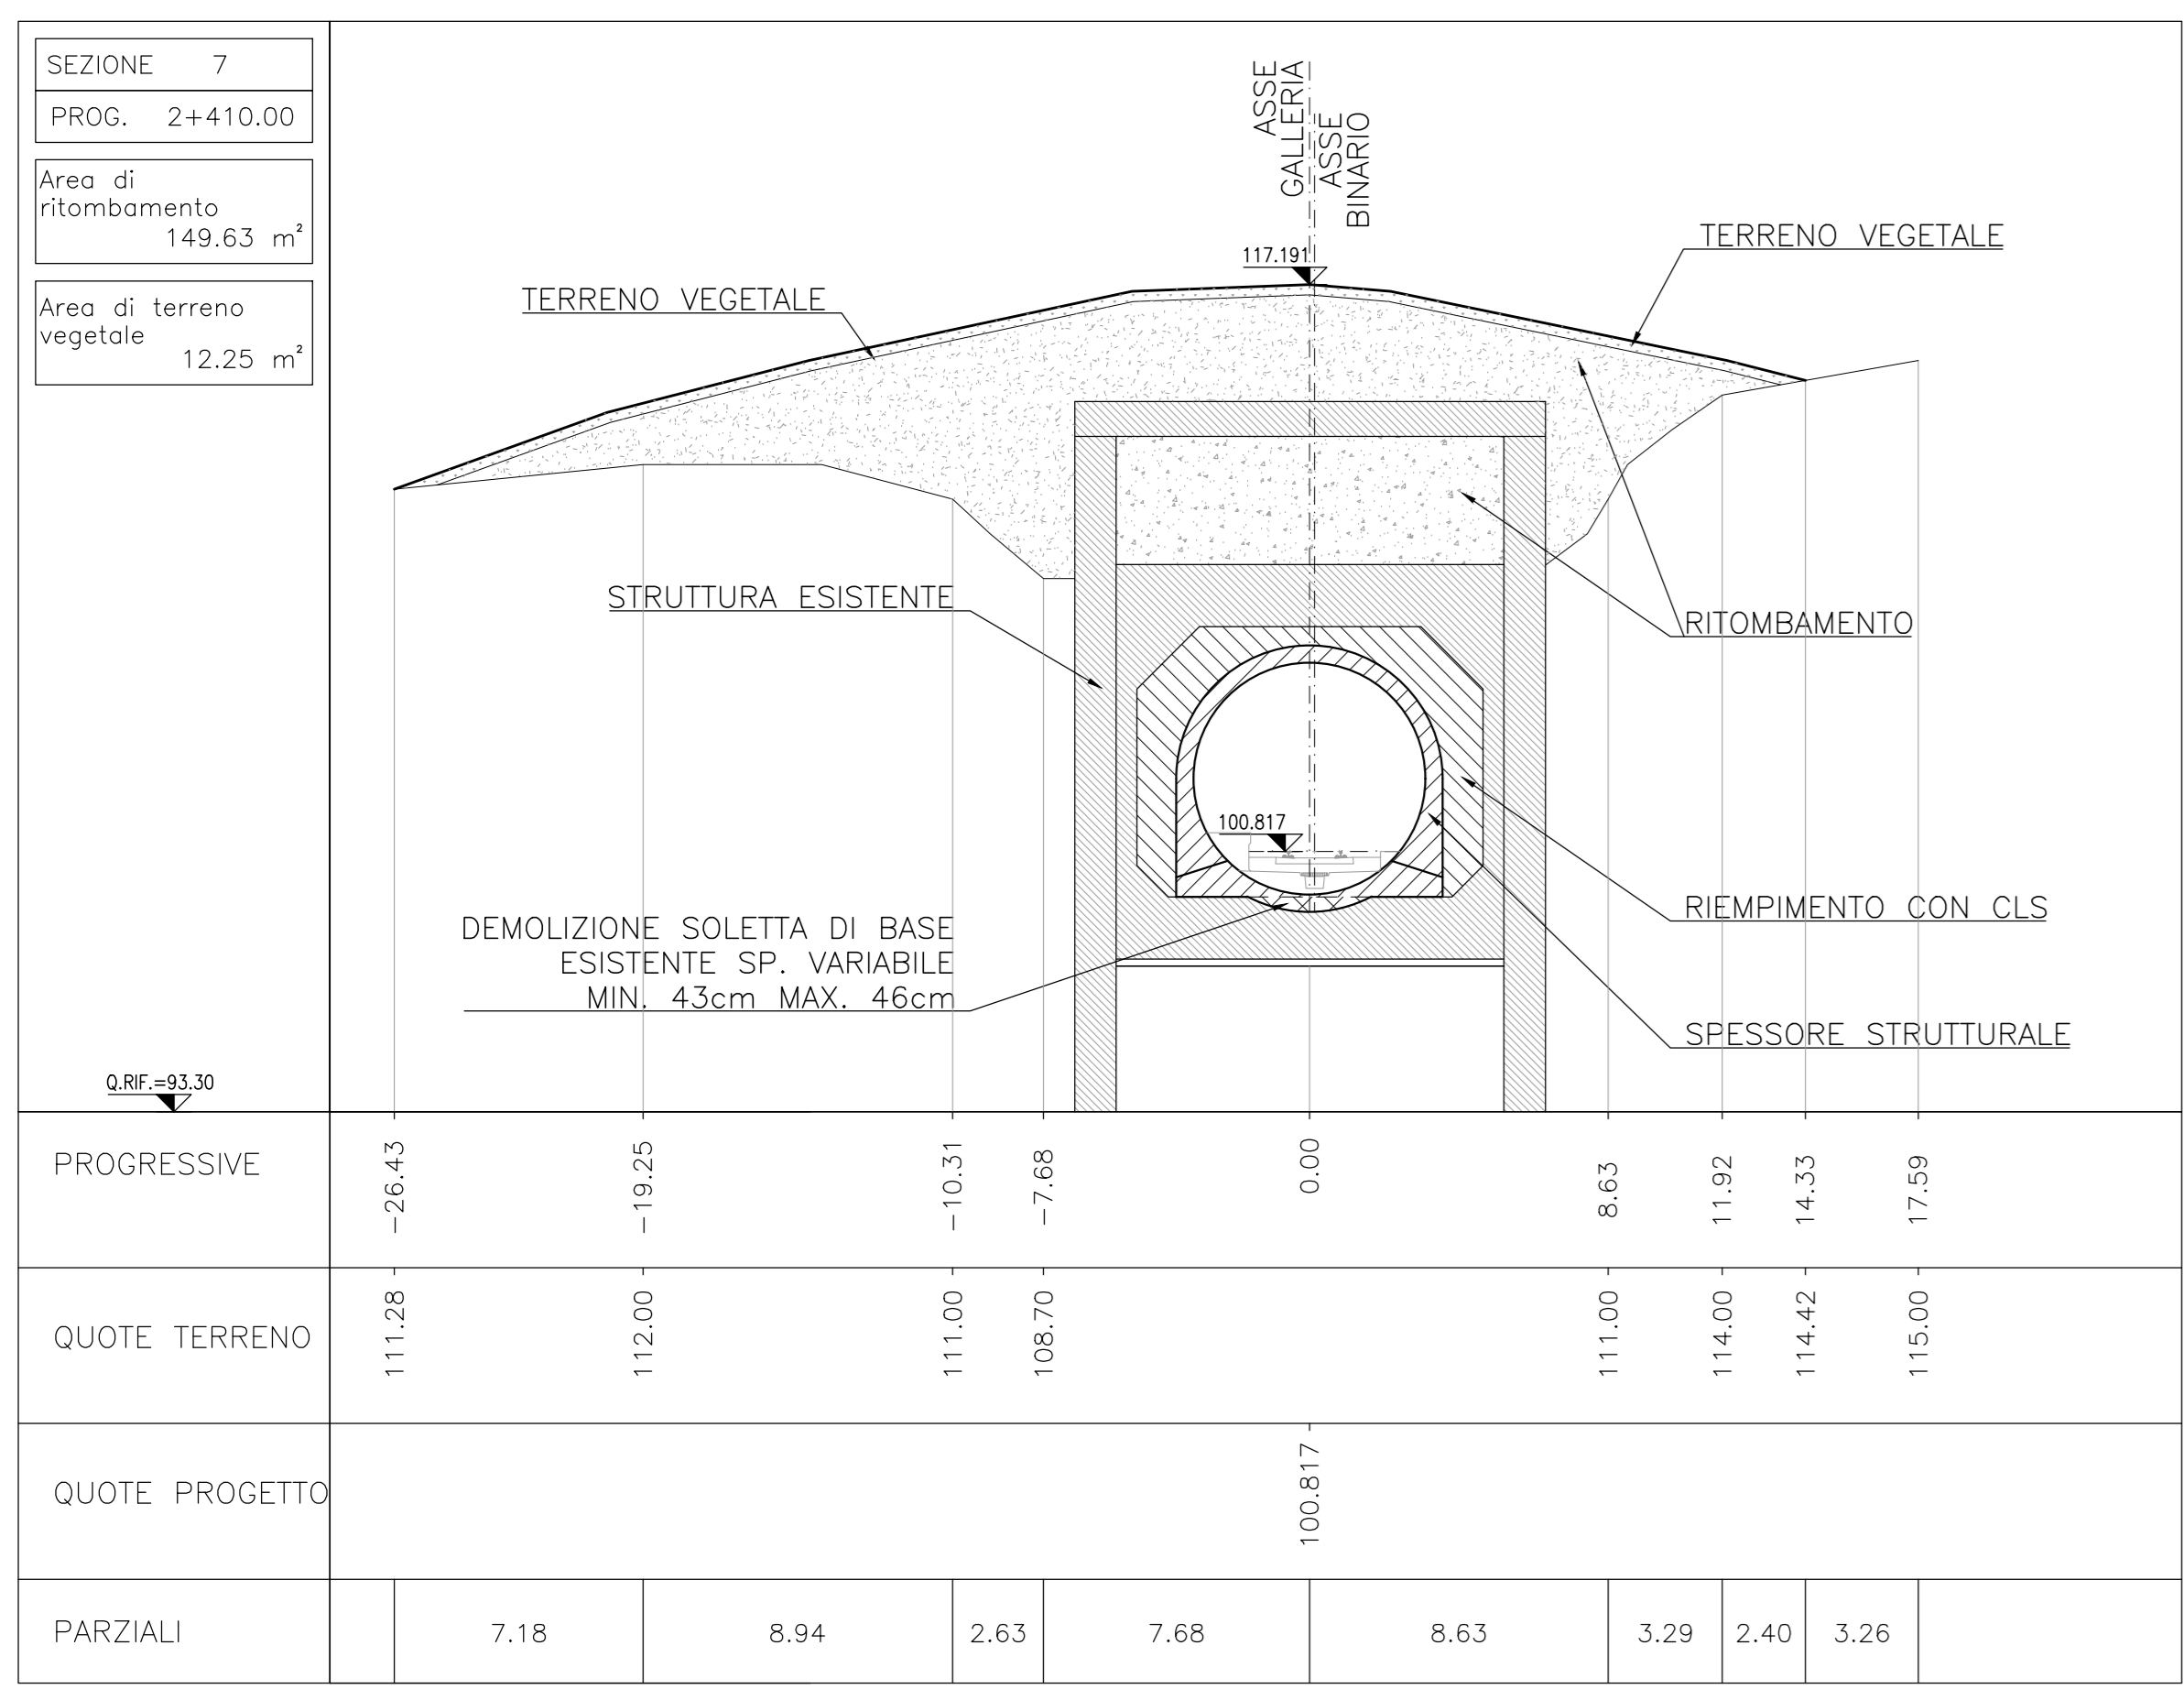 SEZIONE 7
PROG. 2+410.00
Area di
ritombamento
149.63 m²
Area di terreno
vegetale
12.25 m²
ASSE
GALLERIA
ASSE
BINARIO
117.191
TERRENO VEGETALE
TERRENO VEGETALE
STRUTTURA ESISTENTE
RITOMBAMENTO
100.817
RIEMPIMENTO CON CLS
DEMOLIZIONE SOLETTA DI BASE
ESISTENTE SP. VARIABILE
MIN. 43cm MAX. 46cm
SPESSORE STRUTTURALE
Q.RIF.=93.30
PROGRESSIVE -26.43 -19.25 -10.31 -7.68 0.00 8.63 11.92 14.33 17.59
QUOTE TERRENO 111.28 112.00 111.00 108.70 111.00 114.00 114.42 115.00
QUOTE PROGETTO 100.817
PARZIALI 7.18 8.94 2.63 7.68 8.63 3.29 2.40 3.26